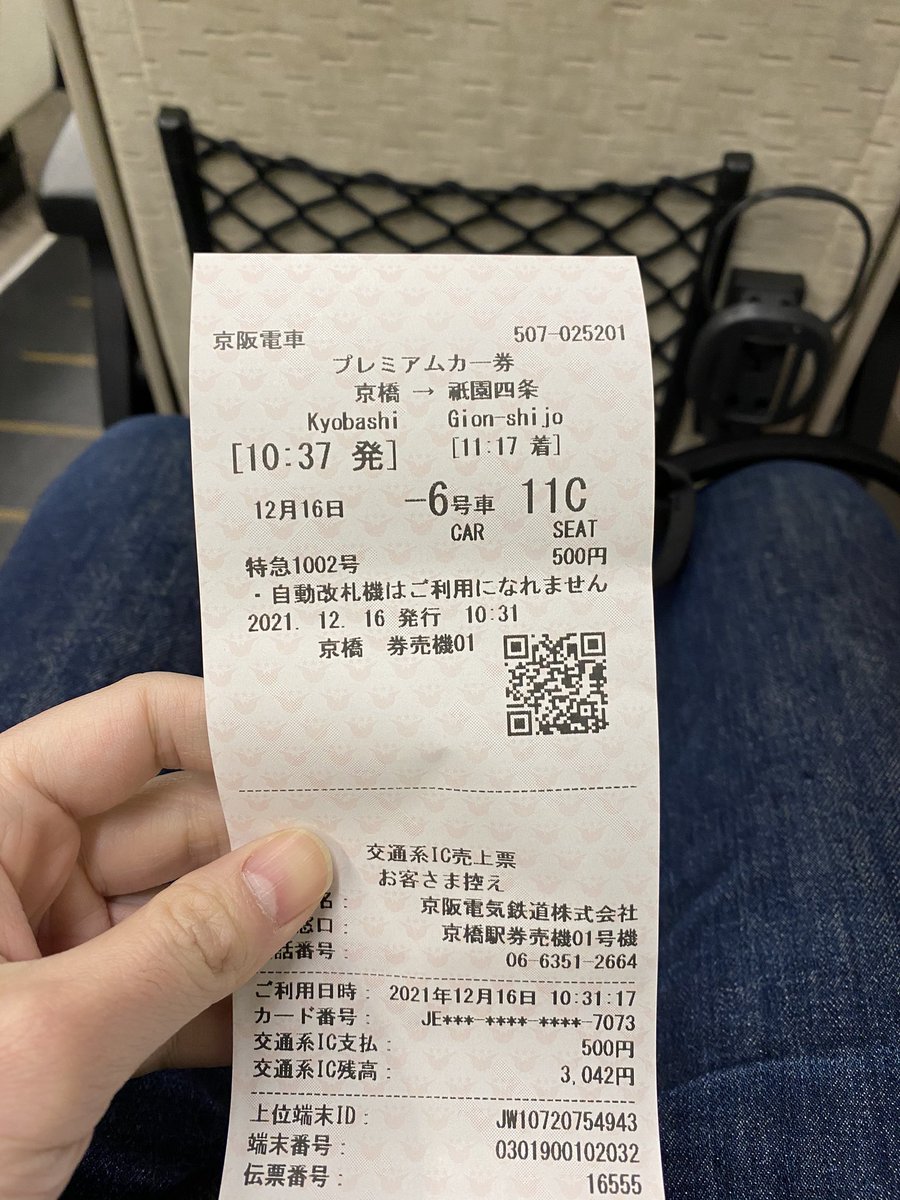 京阪電車 507-025201
プレミアムカー券
京橋 → 祇園四条
Kyobashi Gion-shijo
[10:37 発] [11:17 着]
12月16日 -6号車 11C
CAR SEAT
500円
特急1002号
・自動改札機はご利用になれません
2021. 12. 16 発行 10:31
京橋 券売機01
交通系IC売上票
お客さま控え
名: 京阪電気鉄道株式会社
窓口: 京橋駅券売機01号機
話番号: 06-6351-2664
ご利用日時: 2021年12月16日 10:31:17
カード番号: JE***-****-****-7073
交通系IC支払: 500円
交通系IC残高: 3,042円
上位端末ID: JW10720754943
端末番号: 0301900102032
伝票番号: 16555